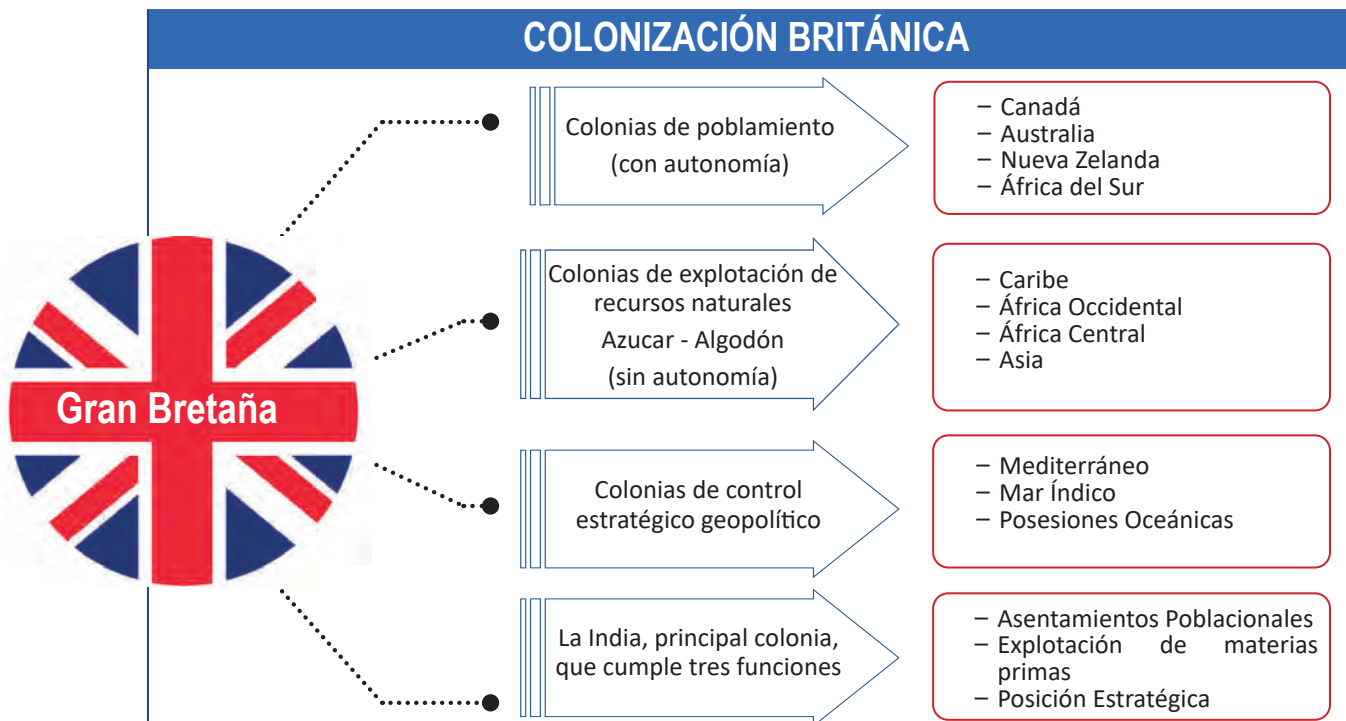 COLONIZACIÓN BRITÁNICA
Gran Bretaña
Colonias de poblamiento
(con autonomía)
– Canadá
– Australia
– Nueva Zelanda
– África del Sur
Colonias de explotación de
recursos naturales
Azucar - Algodón
(sin autonomía)
– Caribe
– África Occidental
– África Central
– Asia
Colonias de control
estratégico geopolítico
– Mediterráneo
– Mar Índico
– Posesiones Oceánicas
La India, principal colonia,
que cumple tres funciones
– Asentamientos Poblacionales
– Explotación de materias
primas
– Posición Estratégica